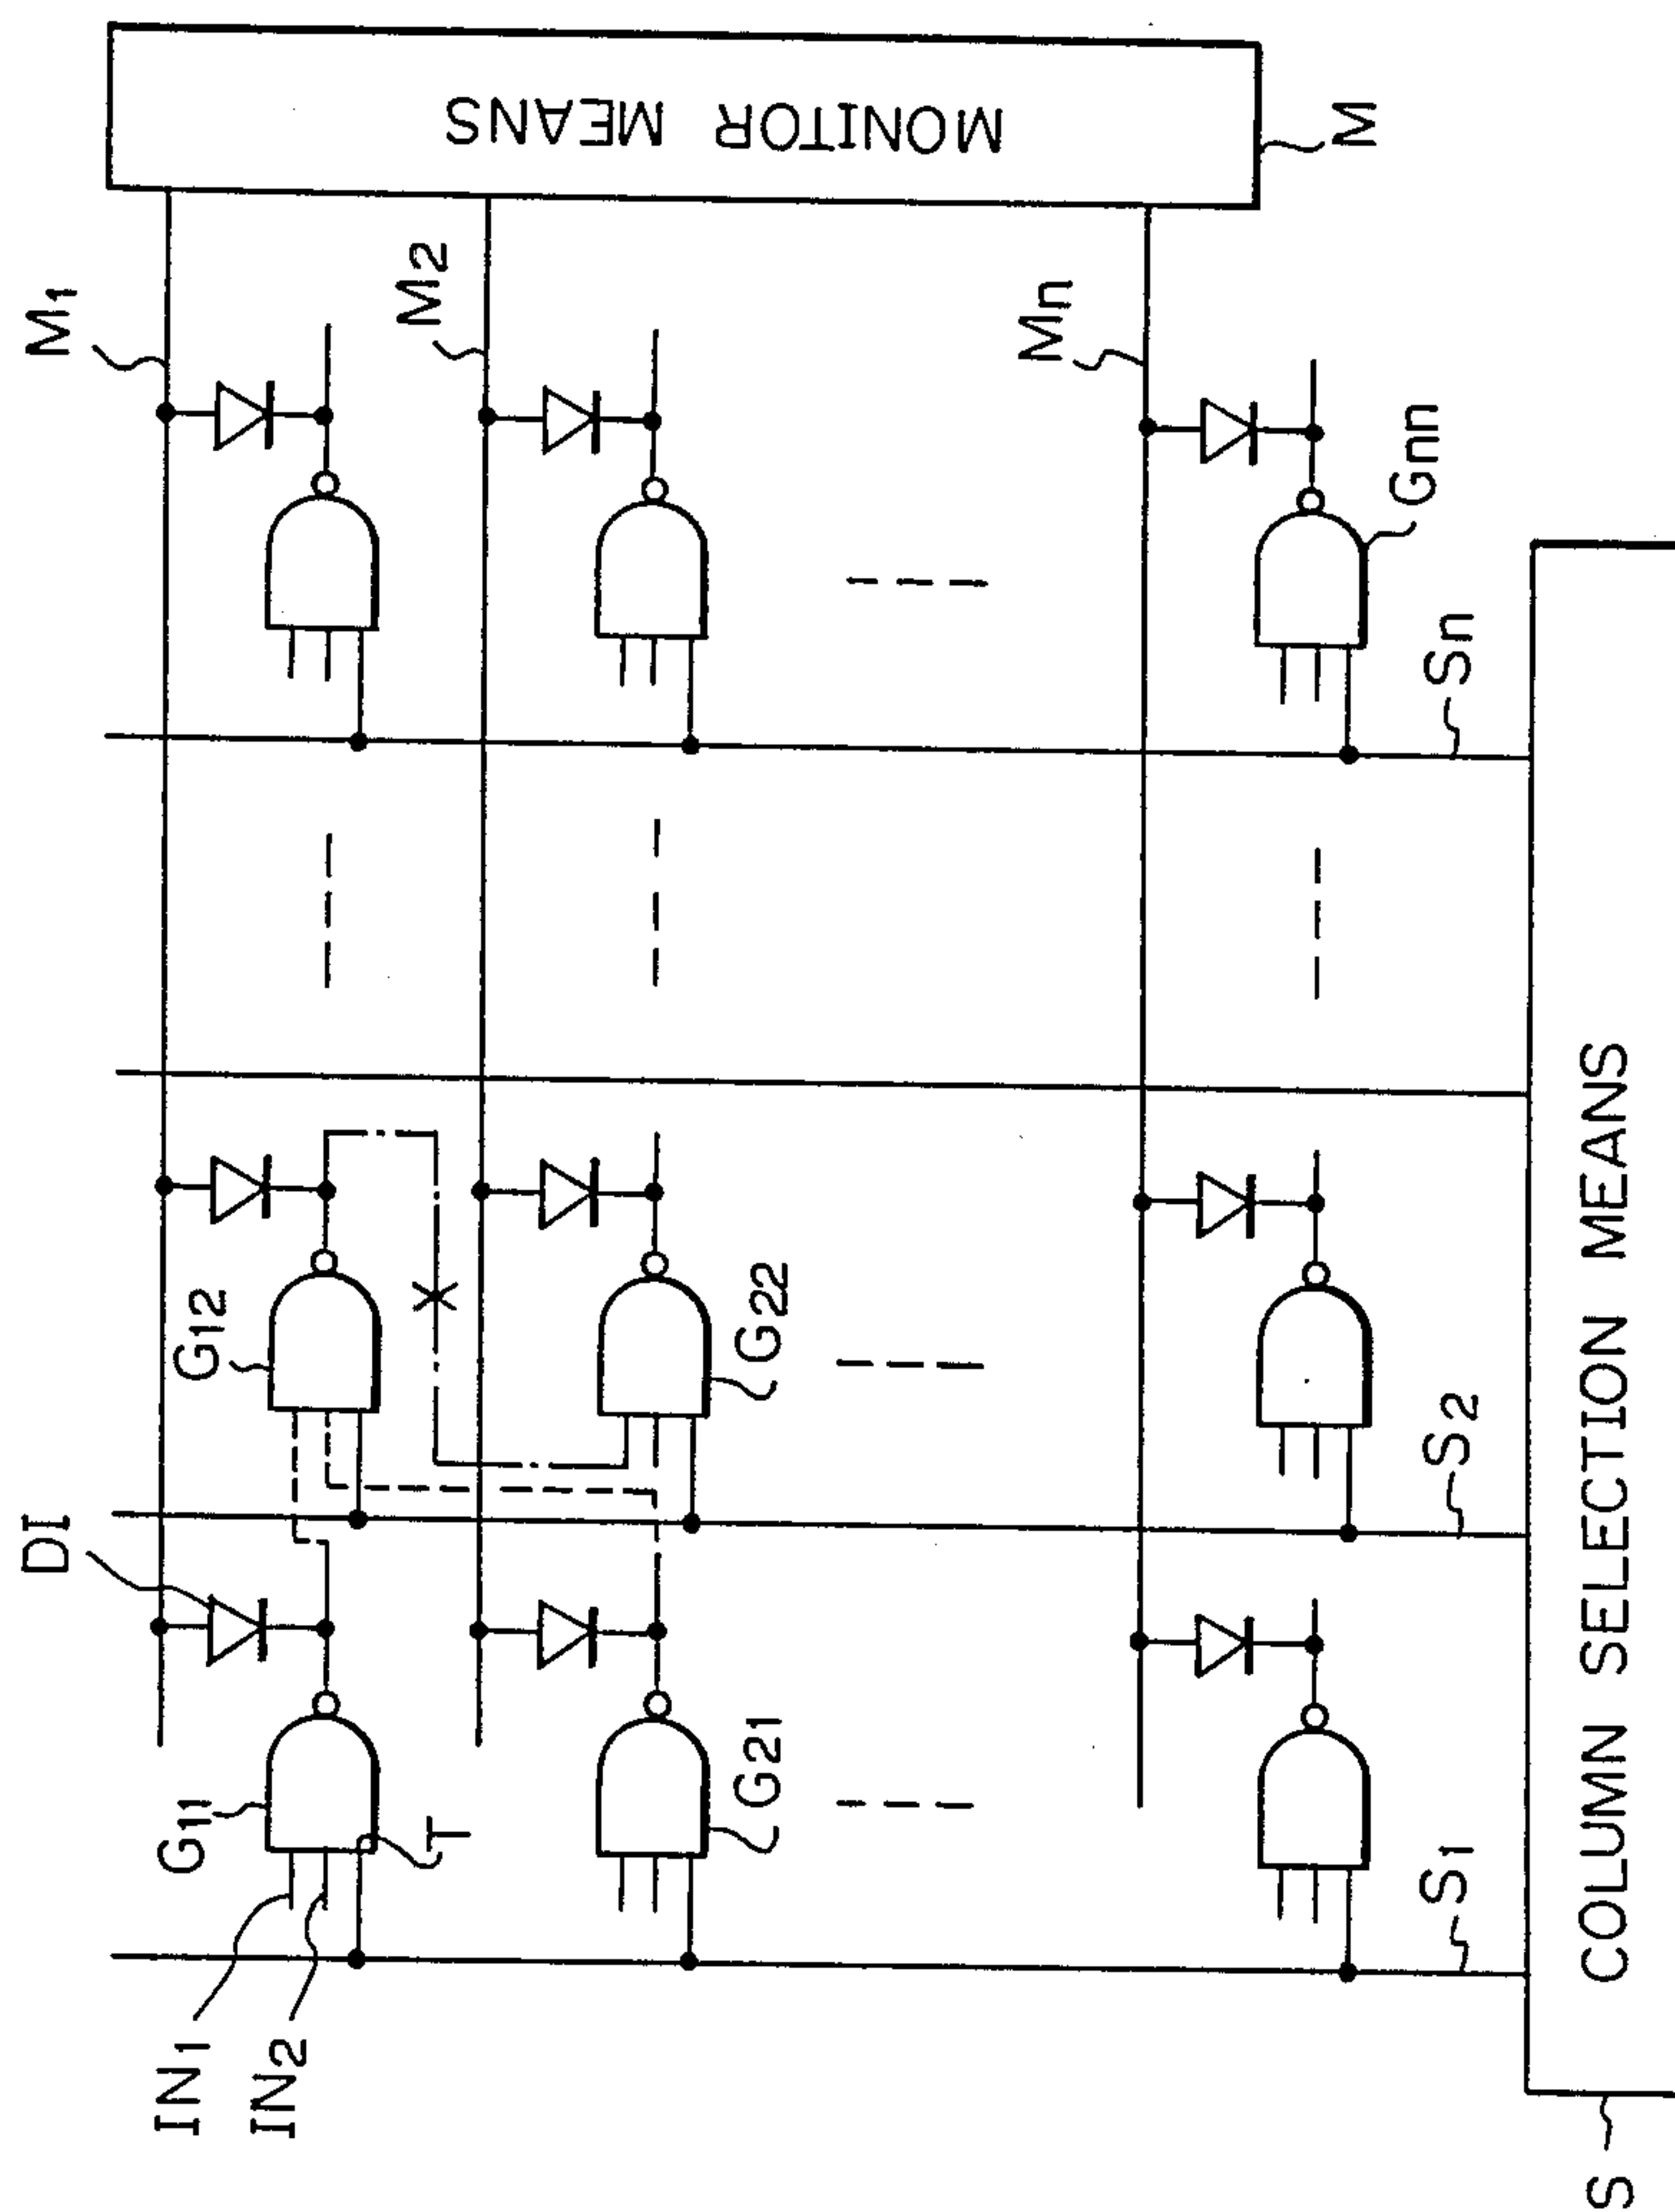 MONITOR MEANS
M
M1
M2
Mn
Gnn
Sn
G12
G22
S2
DI
G11
T
G21
S1
IN1
IN2
COLUMN SELECTION MEANS
S